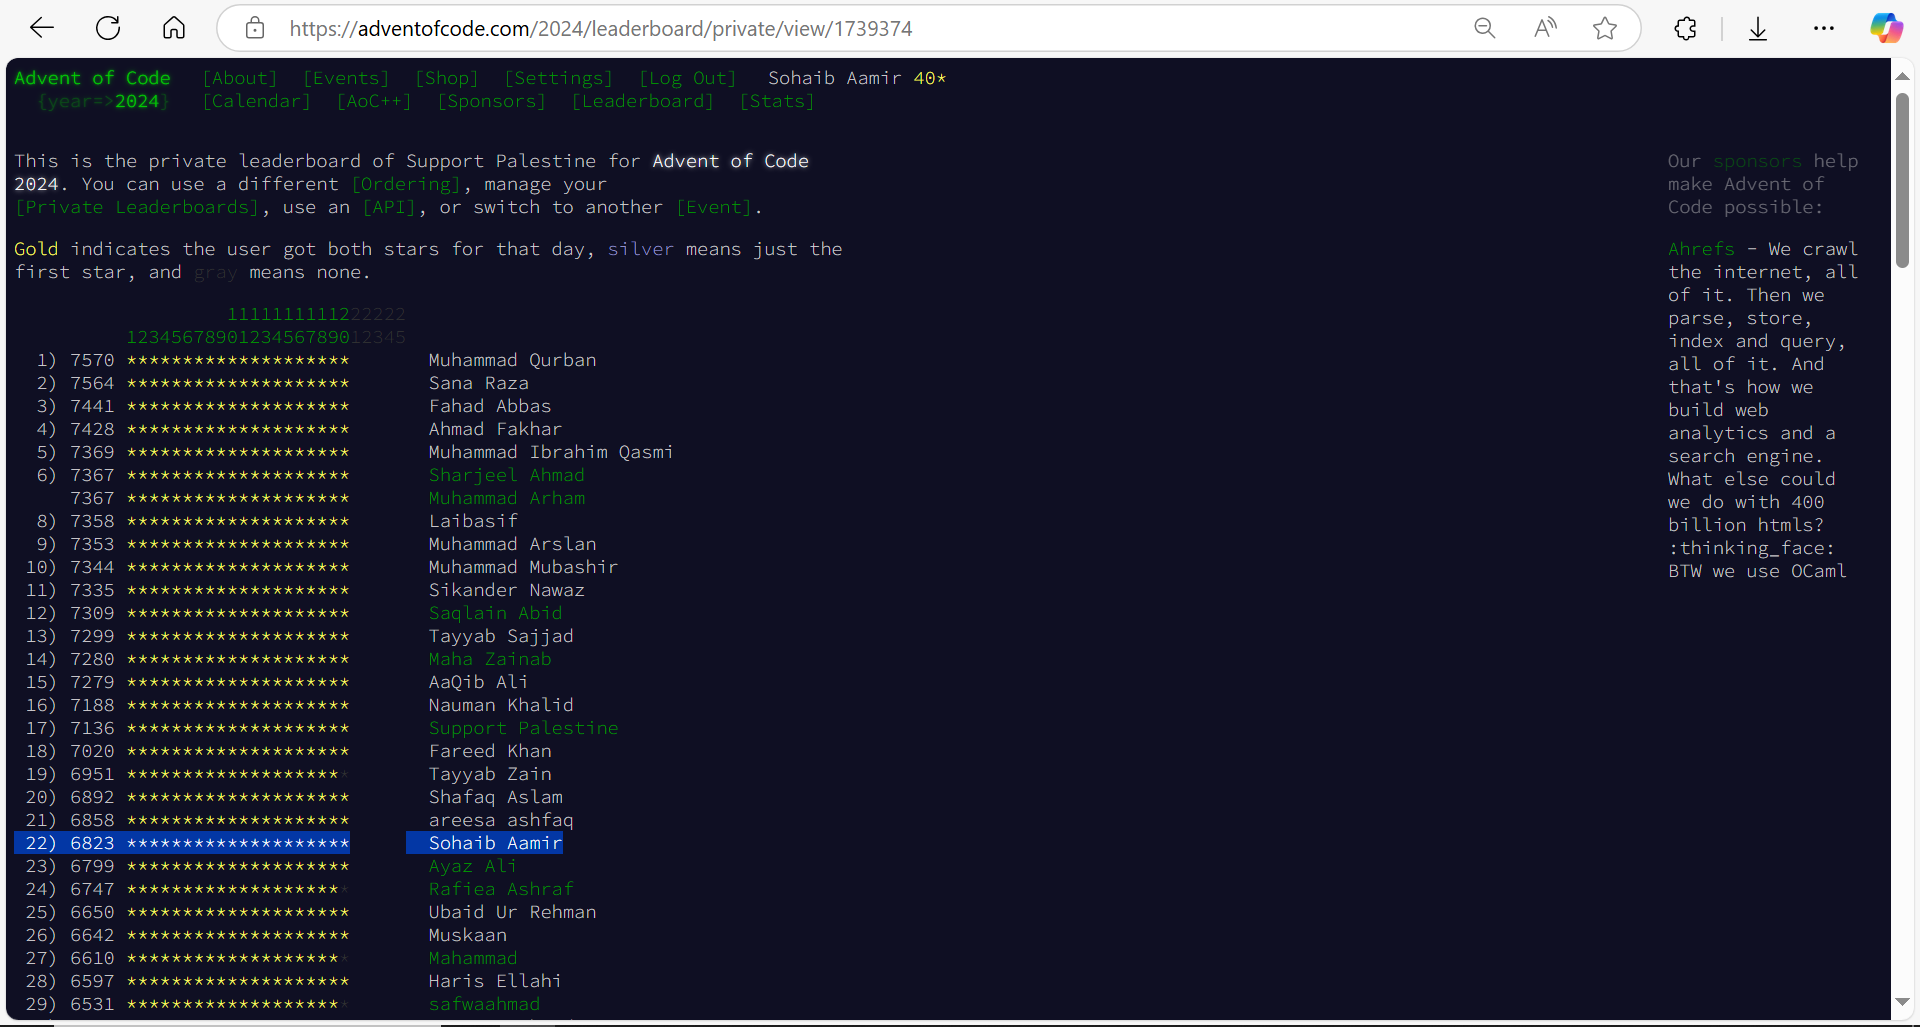 https://adventofcode.com/2024/leaderboard/private/view/1739374
Advent of Code [About] [Events] [Shop] [Settings] [Log Out] Sohaib Aamir 40*
{year=>2024} [Calendar] [AoC++] [Sponsors] [Leaderboard] [Stats]
This is the private leaderboard of Support Palestine for Advent of Code
2024. You can use a different [Ordering], manage your
[Private Leaderboards], use an [API], or switch to another [Event].
Gold indicates the user got both stars for that day, silver means just the
first star, and gray means none.
1111111111222222
1234567890123456789012345
1) 7570 ******************** Muhammad Qurban
2) 7564 ******************** Sana Raza
3) 7441 ******************** Fahad Abbas
4) 7428 ******************** Ahmad Fakhar
5) 7369 ******************** Muhammad Ibrahim Qasmi
6) 7367 ******************** Sharjeel Ahmad
7367 ******************** Muhammad Arham
8) 7358 ******************** Laibasif
9) 7353 ******************** Muhammad Arslan
10) 7344 ******************** Muhammad Mubashir
11) 7335 ******************** Sikander Nawaz
12) 7309 ******************** Saqlain Abid
13) 7299 ******************** Tayyab Sajjad
14) 7280 ******************** Maha Zainab
15) 7279 ******************** AaQib Ali
16) 7188 ******************** Nauman Khalid
17) 7136 ******************** Support Palestine
18) 7020 ******************** Fareed Khan
19) 6951 ******************** Tayyab Zain
20) 6892 ******************** Shafaq Aslam
21) 6858 ******************** areesa ashfaq
22) 6823 ******************** Sohaib Aamir
23) 6799 ******************** Ayaz Ali
24) 6747 ******************** Rafiea Ashraf
25) 6650 ******************** Ubaid Ur Rehman
26) 6642 ******************** Muskaan
27) 6610 ******************** Mahammad
28) 6597 ******************** Haris Ellahi
29) 6531 ******************** safwaahmad
Our sponsors help
make Advent of
Code possible:
Ahrefs - We crawl
the internet, all
of it. Then we
parse, store,
index and query,
all of it. And
that's how we
build web
analytics and a
search engine.
What else could
we do with 400
billion htmls?
:thinking_face:
BTW we use OCaml